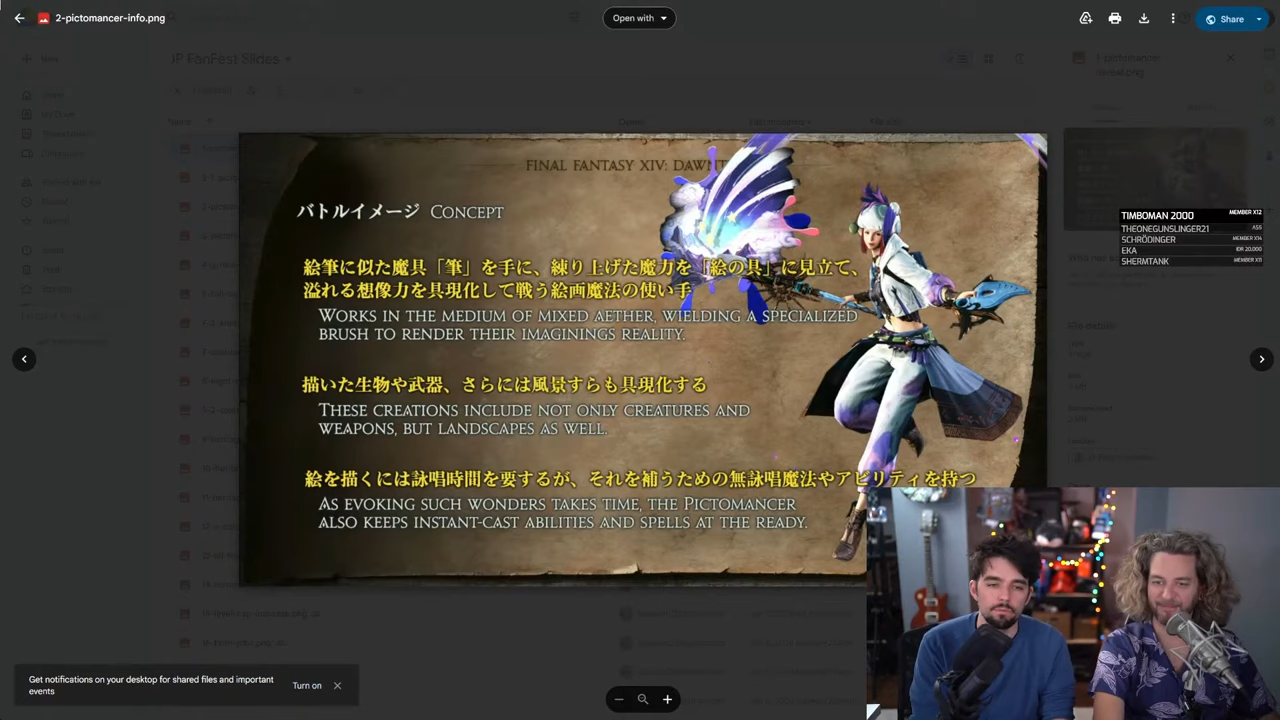 2-pictomancer-info.png
Open with
Share
JP FanFest Slides
FINAL FANTASY XIV: DAWNT
バトルイメージ CONCEPT
絵筆に似た魔具「筆」を手に、練り上げた魔力を「絵の具」に見立て、
溢れる想像力を具現化して戦う絵画魔法の使い手
WORKS IN THE MEDIUM OF MIXED AETHER, WIELDING A SPECIALIZED
BRUSH TO RENDER THEIR IMAGININGS REALITY.
描いた生物や武器、さらには風景すらも具現化する
THESE CREATIONS INCLUDE NOT ONLY CREATURES AND
WEAPONS, BUT LANDSCAPES AS WELL.
絵を描くには詠唱時間を要するが、それを補うための無詠唱魔法やアビリティを持つ
AS EVOKING SUCH WONDERS TAKES TIME, THE PICTOMANCER
ALSO KEEPS INSTANT-CAST ABILITIES AND SPELLS AT THE READY.
TIMBOMAN 2000 MEMBER X12
THEONEGUNSLINGER21 A$5
SCHRÖDINGER MEMBER X14
EKA IDR 20,000
SHERMTANK MEMBER X11
Get notifications on your desktop for shared files and important
events
Turn on